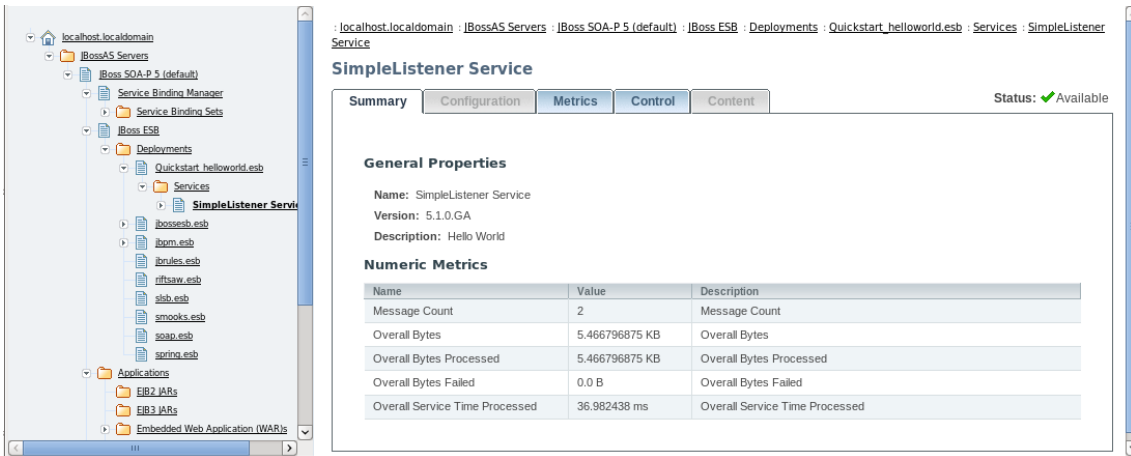 localhost.localdomain
JBossAS Servers
JBoss SOA-P 5 (default)
Service Binding Manager
Service Binding Sets
JBoss ESB
Deployments
Quickstart_helloworld.esb
Services
SimpleListener Servic
jbossesb.esb
jbpm.esb
jbrules.esb
riftsaw.esb
slsb.esb
smooks.esb
soap.esb
spring.esb
Applications
EJB2 JARs
EJB3 JARs
Embedded Web Application (WAR)s
: localhost.localdomain : JBossAS Servers : JBoss SOA-P 5 (default) : JBoss ESB : Deployments : Quickstart_helloworld.esb : Services : SimpleListener
Service
SimpleListener Service
Summary Configuration Metrics Control Content Status: Available
General Properties
Name: SimpleListener Service
Version: 5.1.0.GA
Description: Hello World
Numeric Metrics
Name Value Description
Message Count 2 Message Count
Overall Bytes 5.466796875 KB Overall Bytes
Overall Bytes Processed 5.466796875 KB Overall Bytes Processed
Overall Bytes Failed 0.0 B Overall Bytes Failed
Overall Service Time Processed 36.982438 ms Overall Service Time Processed